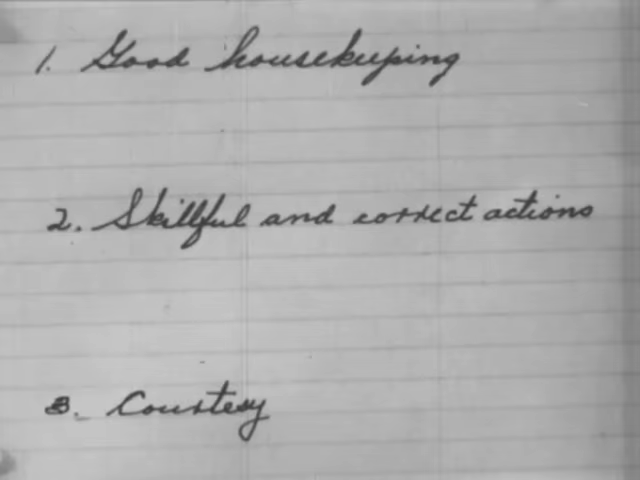 1. Good housekeeping
2. Skillful and correct actions
3. Courtesy